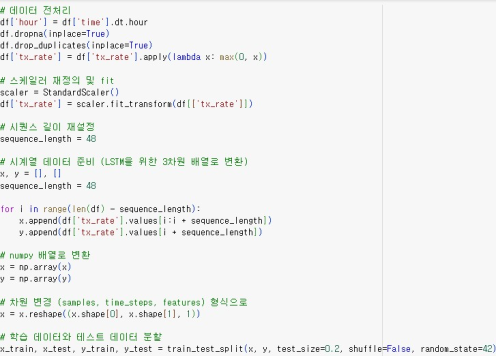 # 데이터 전처리
df['hour'] = df['time'].dt.hour
df.dropna(inplace=True)
df.drop_duplicates(inplace=True)
df['tx_rate'] = df['tx_rate'].apply(lambda x: max(0, x))
# 스케일러 재정의 및 fit
scaler = StandardScaler()
df['tx_rate'] = scaler.fit_transform(df[['tx_rate']])
# 시퀀스 길이 재설정
sequence_length = 48
# 시계열 데이터 준비 (LSTM을 위한 3차원 배열로 변환)
x, y = [], []
sequence_length = 48
for i in range(len(df) - sequence_length):
    x.append(df['tx_rate'].values[i:i + sequence_length])
    y.append(df['tx_rate'].values[i + sequence_length])
# numpy 배열로 변환
x = np.array(x)
y = np.array(y)
# 차원 변경 (samples, time_steps, features) 형식으로
x = x.reshape((x.shape[0], x.shape[1], 1))
# 학습 데이터와 테스트 데이터 분할
x_train, x_test, y_train, y_test = train_test_split(x, y, test_size=0.2, shuffle=False, random_state=42)